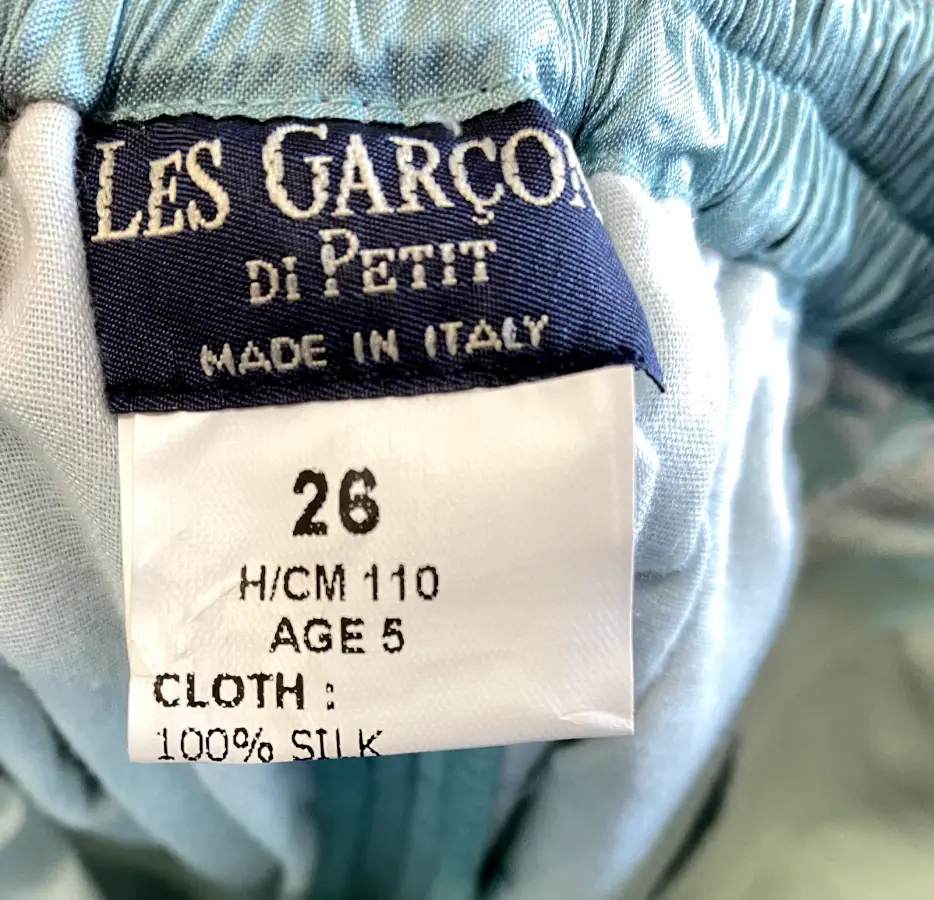 LES GARÇON
DI PETIT
MADE IN ITALY
26
H/CM 110
AGE 5
CLOTH :
100% SILK